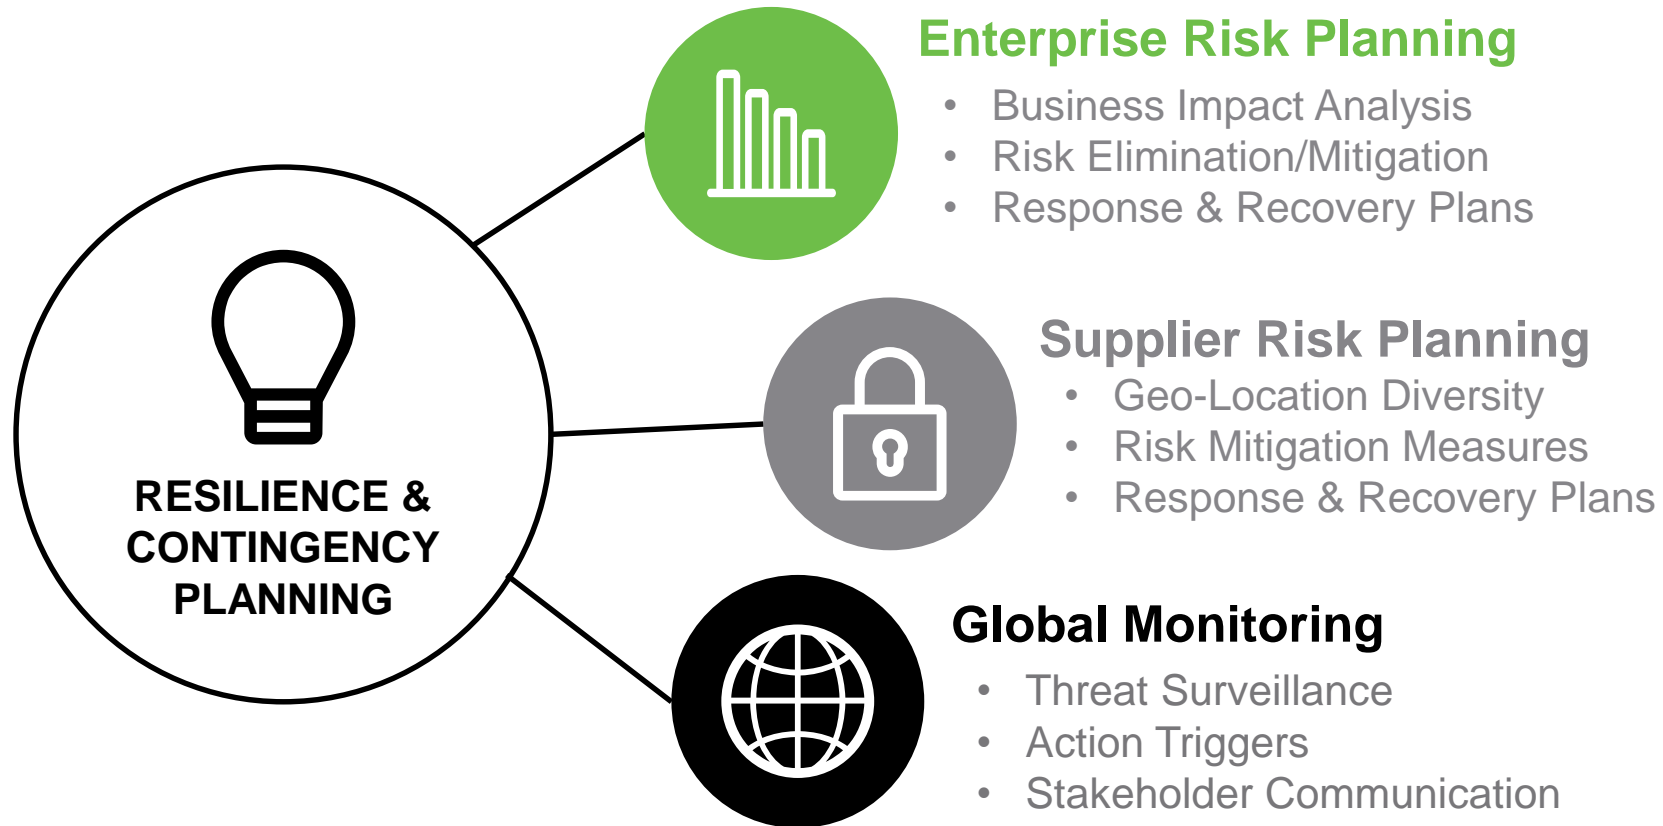 RESILIENCE &
CONTINGENCY
PLANNING
Enterprise Risk Planning
• Business Impact Analysis
• Risk Elimination/Mitigation
• Response & Recovery Plans
Supplier Risk Planning
• Geo-Location Diversity
• Risk Mitigation Measures
• Response & Recovery Plans
Global Monitoring
• Threat Surveillance
• Action Triggers
• Stakeholder Communication